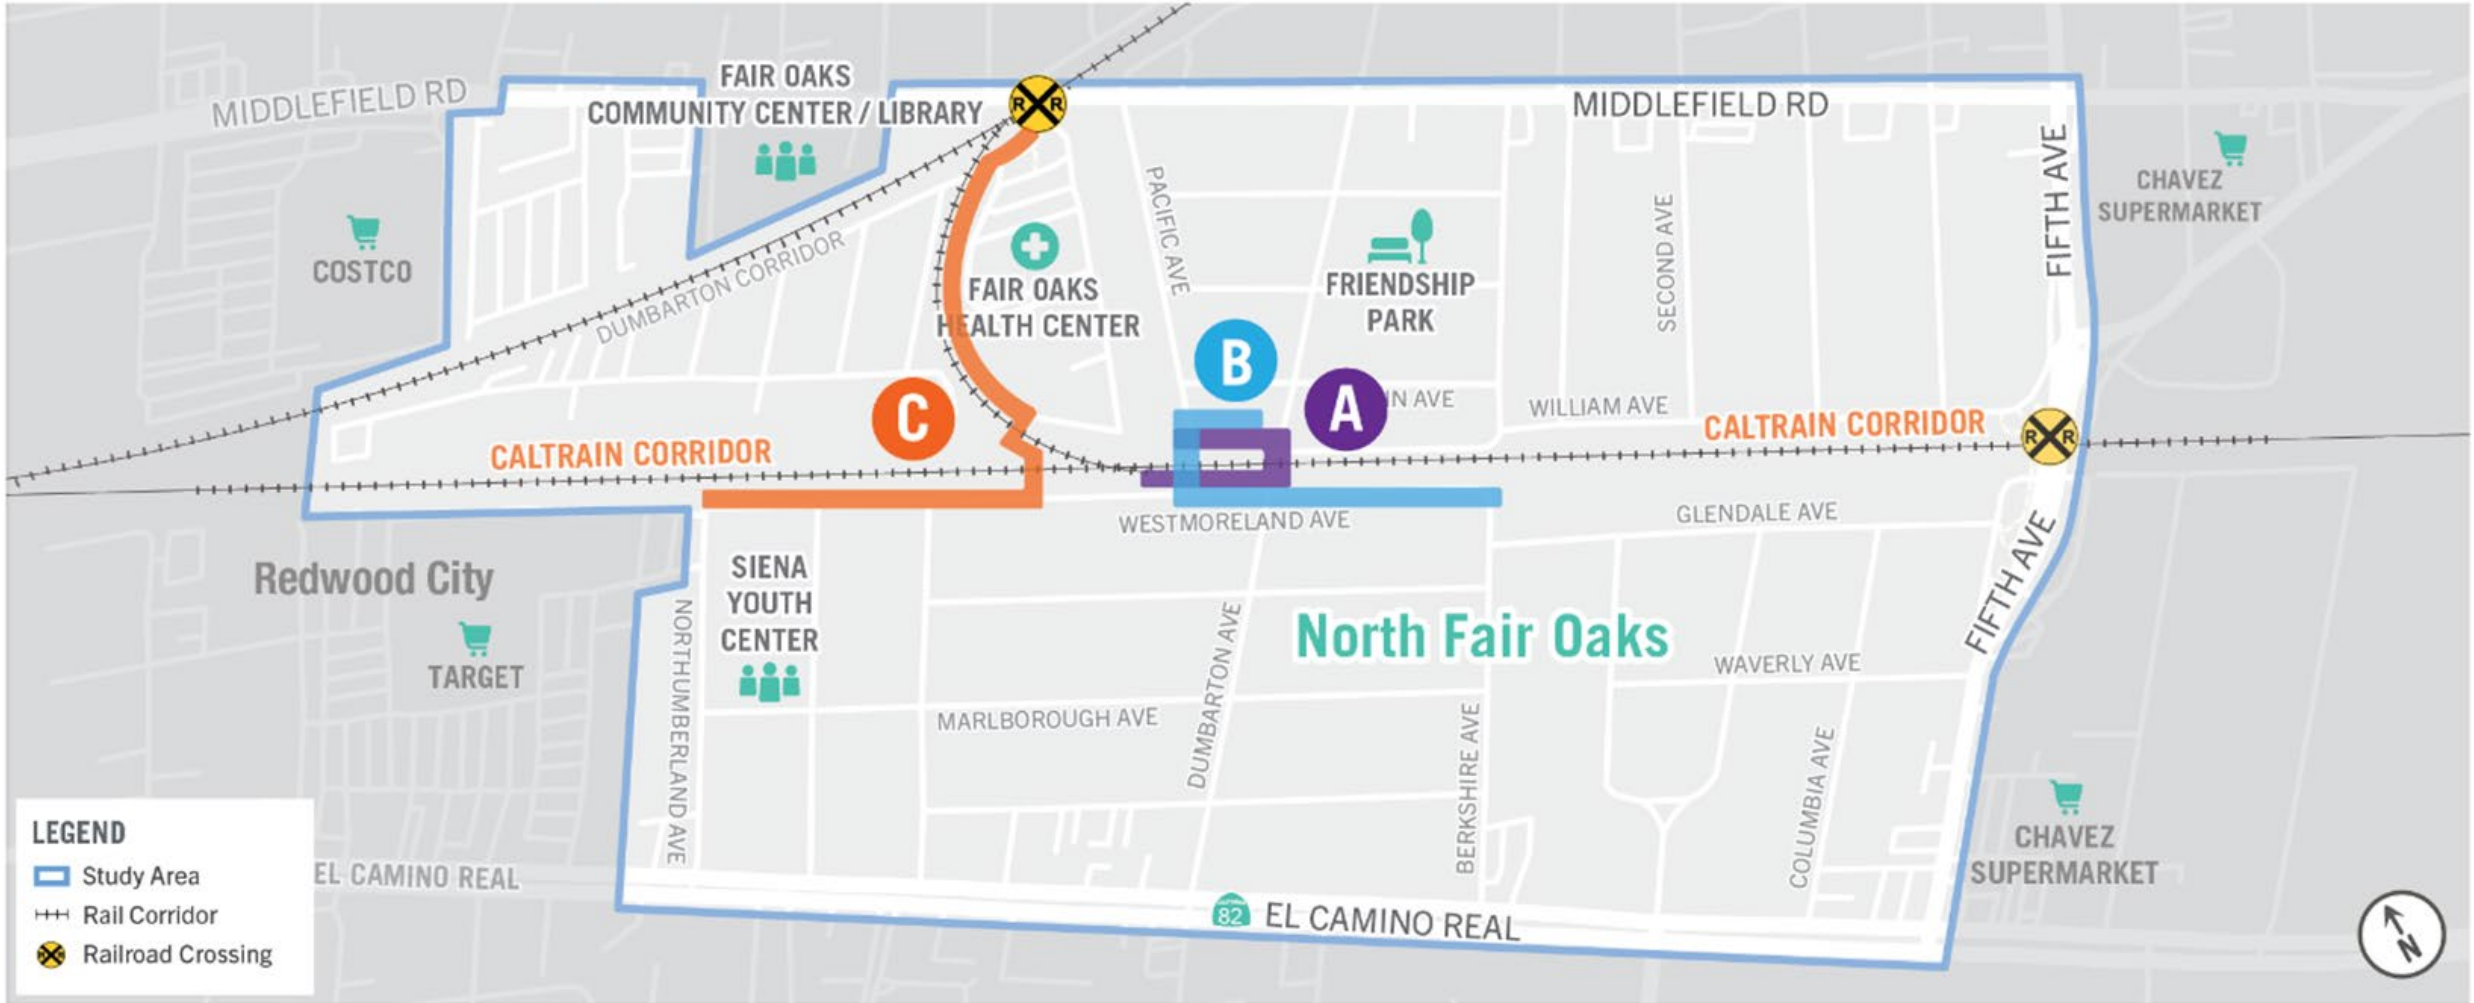 MIDDLEFIELD RD
FAIR OAKS
COMMUNITY CENTER / LIBRARY
R R
MIDDLEFIELD RD
FIFTH AVE
CHAVEZ
SUPERMARKET
COSTCO
DUMBARTON CORRIDOR
PACIFIC AVE
SECOND AVE
FAIR OAKS
HEALTH CENTER
FRIENDSHIP
PARK
B
A
C
IN AVE
WILLIAM AVE
CALTRAIN CORRIDOR
CALTRAIN CORRIDOR
R R
WESTMORELAND AVE
GLENDALE AVE
Redwood City
SIENA
YOUTH
CENTER
TARGET
NORTHUMBERLAND AVE
North Fair Oaks
FIFTH AVE
DUMBARTON AVE
WAVERLY AVE
MARLBOROUGH AVE
BERKSHIRE AVE
COLUMBIA AVE
CHAVEZ
SUPERMARKET
EL CAMINO REAL
82
EL CAMINO REAL
LEGEND
Study Area
Rail Corridor
R R
Railroad Crossing
N